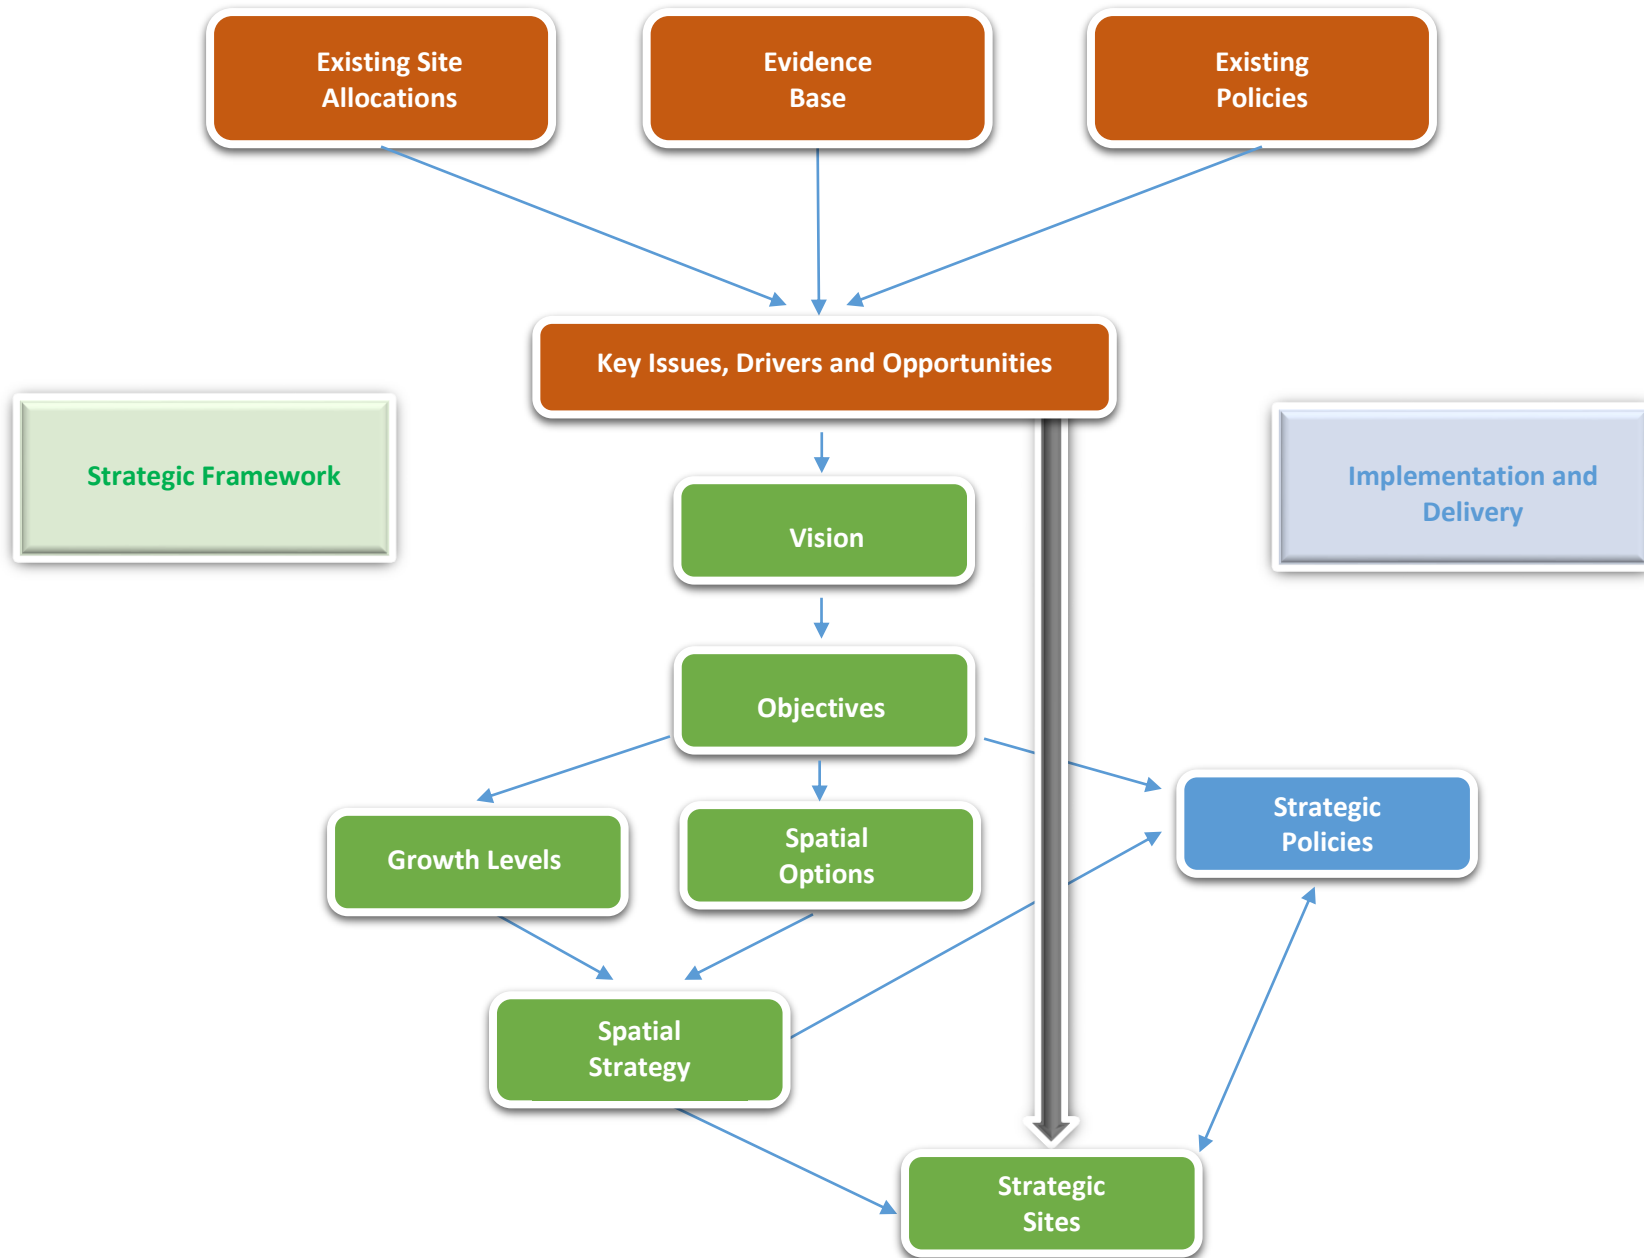 Existing Site
Allocations
Evidence
Base
Existing
Policies
Key Issues, Drivers and Opportunities
Strategic Framework
Implementation and
Delivery
Vision
Objectives
Growth Levels
Spatial
Options
Strategic
Policies
Spatial
Strategy
Strategic
Sites